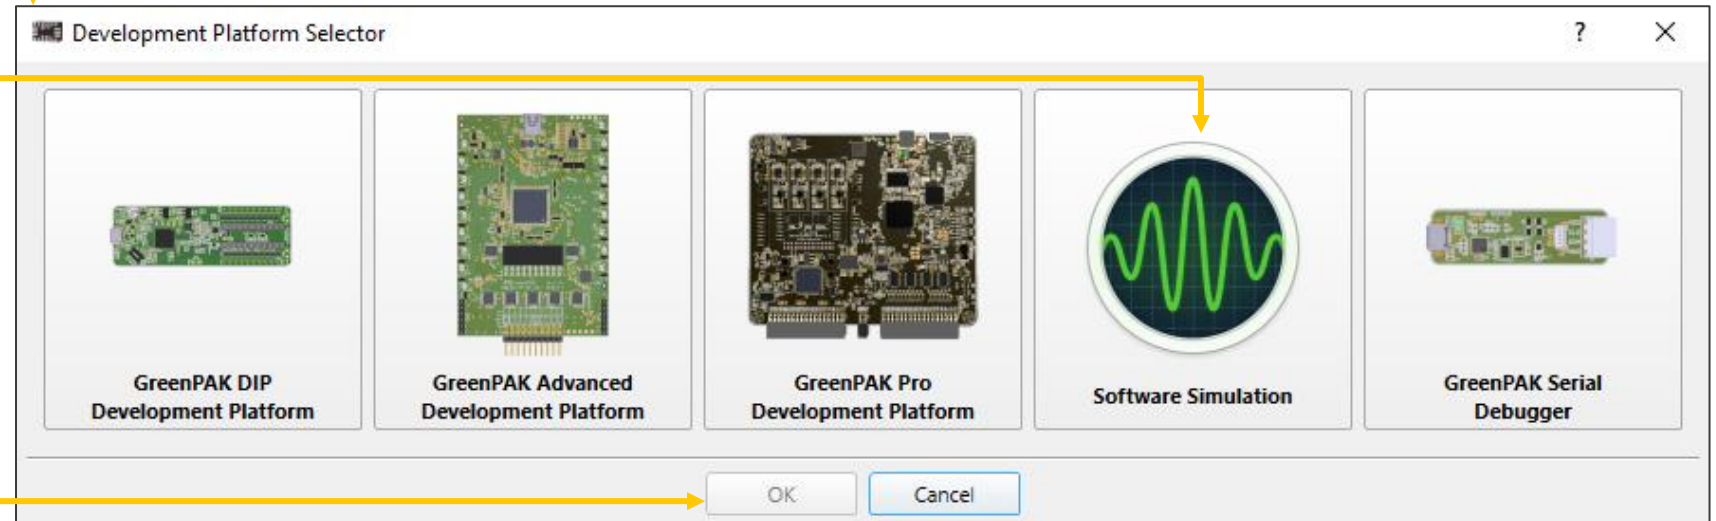 Development Platform Selector
?
GreenPAK DIP
Development Platform
GreenPAK Advanced
Development Platform
GreenPAK Pro
Development Platform
Software Simulation
GreenPAK Serial
Debugger
OK
Cancel